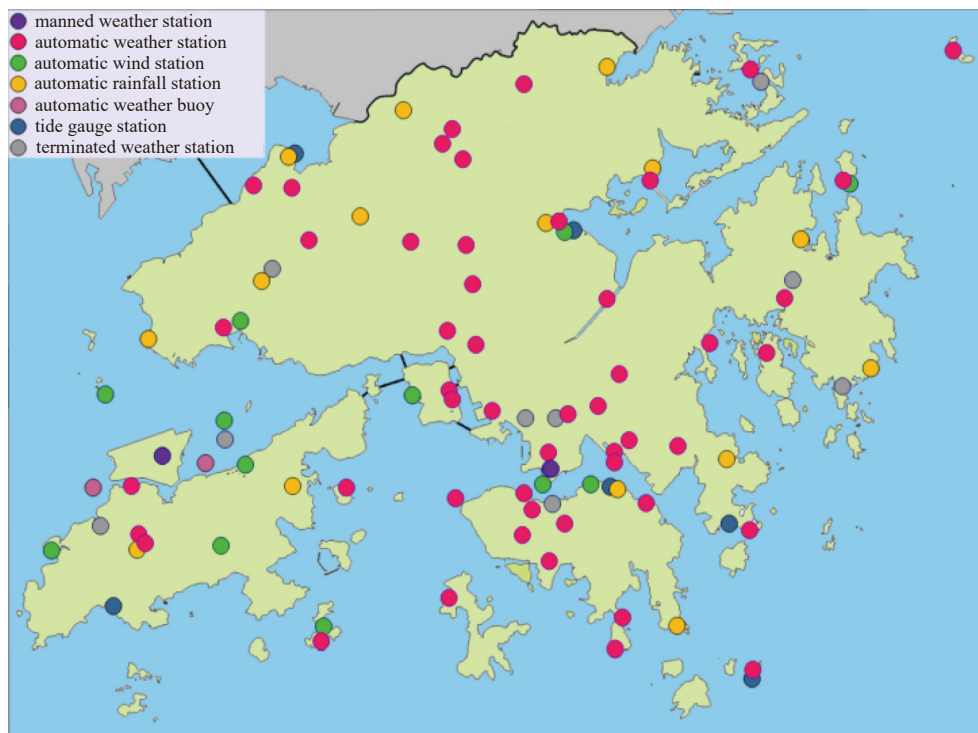 manned weather station
automatic weather station
automatic wind station
automatic rainfall station
automatic weather buoy
tide gauge station
terminated weather station